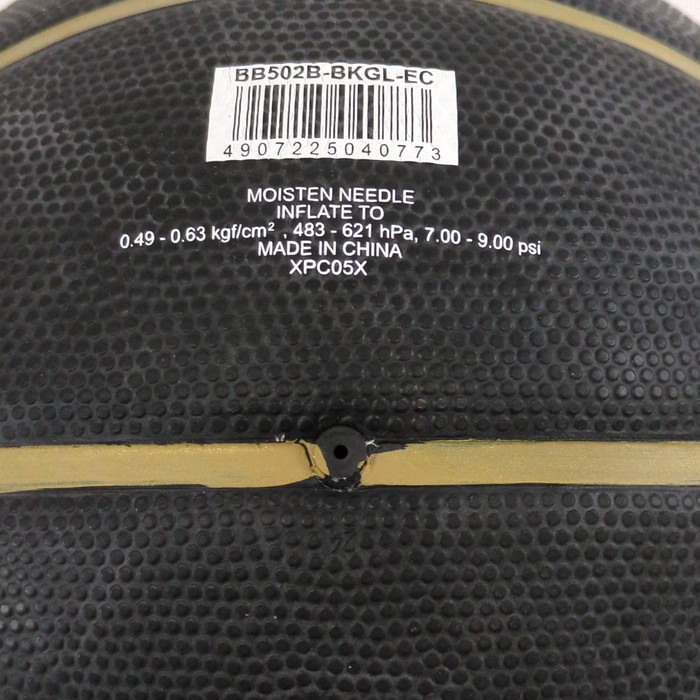 BB502B-BKGL-EC
4907225040773
MOISTEN NEEDLE
INFLATE TO
0.49 - 0.63 kgf/cm² , 483 - 621 hPa, 7.00 - 9.00 psi
MADE IN CHINA
XPC05X